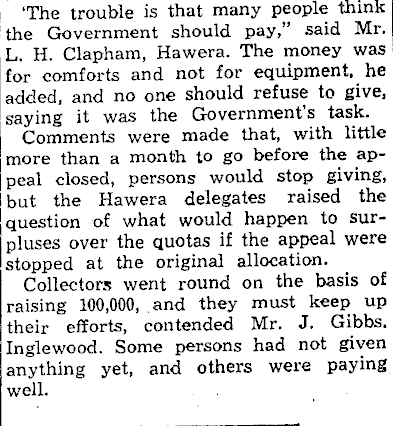 'The trouble is that many people think
the Government should pay," said Mr.
L. H. Clapham, Hawera. The money was
for comforts and not for equipment, he
added, and no one should refuse to give,
saying it was the Government's task.
Comments were made that, with little
more than a month to go before the ap-
peal closed, persons would stop giving,
but the Hawera delegates raised the
question of what would happen to sur-
pluses over the quotas if the appeal were
stopped at the original allocation.
Collectors went round on the basis of
raising 100,000, and they must keep up
their efforts, contended Mr. J. Gibbs.
Inglewood. Some persons had not given
anything yet, and others were paying
well.